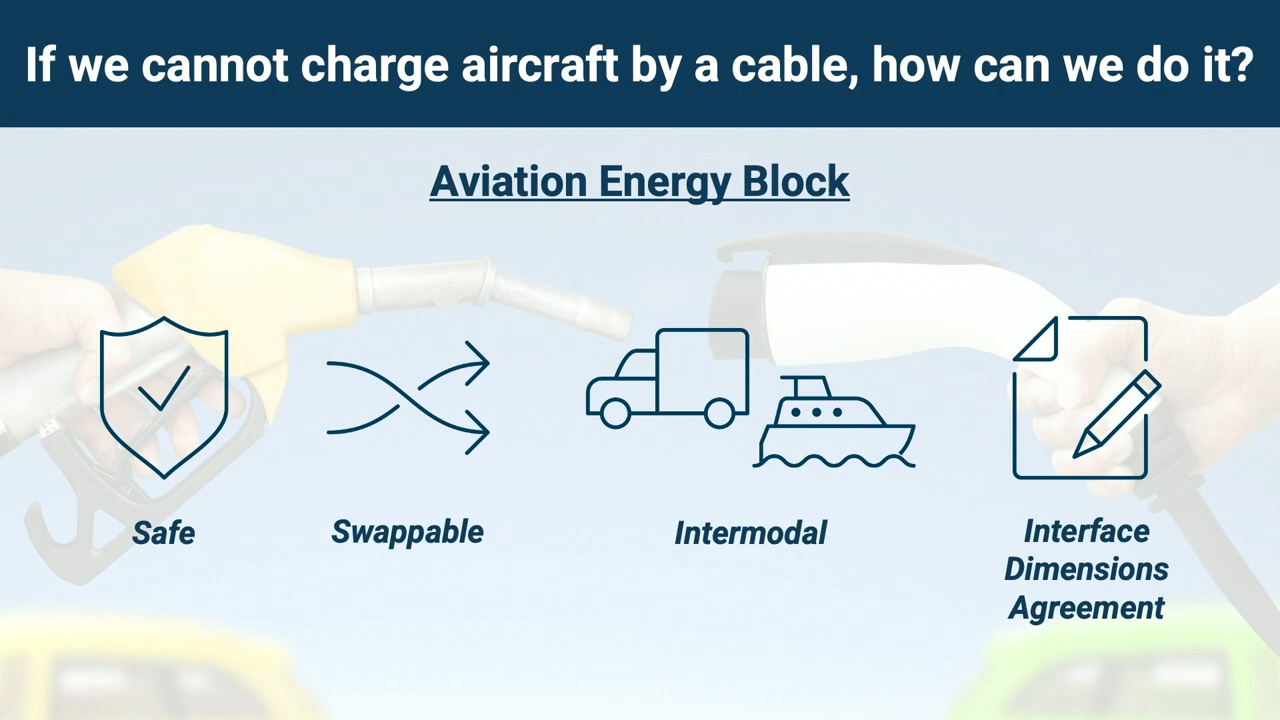 If we cannot charge aircraft by a cable, how can we do it?
Aviation Energy Block
Safe
Swappable
Intermodal
Interface
Dimensions
Agreement